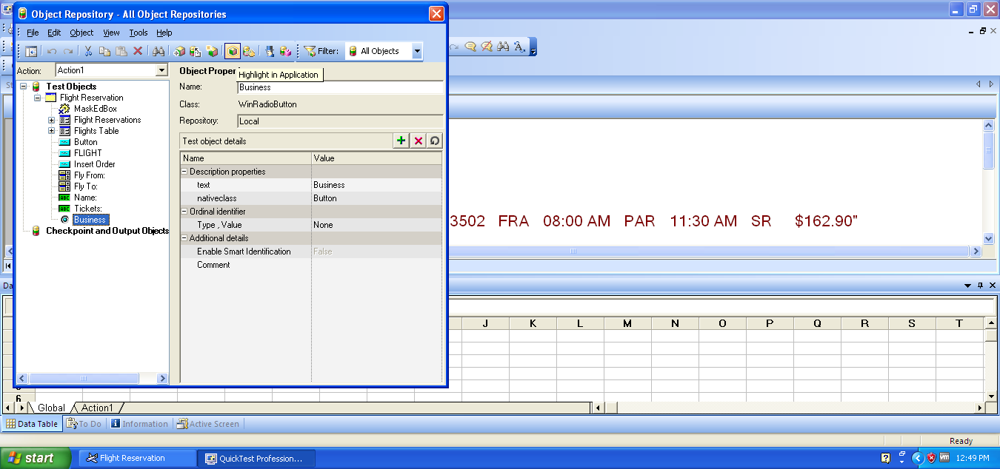 Object Repository - All Object Repositories
File Edit Object View Tools Help
Filter: All Objects
Action: Action1
Object Proper
Highlight in Application
Name: Business
Class: WinRadioButton
Repository: Local
Test Objects
Flight Reservation
MaskEdBox
Flight Reservations
Flights Table
Button
FLIGHT
Insert Order
Fly From:
Fly To:
Name:
Tickets:
Business
Checkpoint and Output Objects
Test object details
Name Value
Description properties
text Business
nativeclass Button
Ordinal identifier
Type , Value None
Additional details
Enable Smart Identification False
Comment
3502 FRA 08:00 AM PAR 11:30 AM SR $162.90"
Da
J K L M N O P Q R S T
6
Global Action1
Data Table To Do Information Active Screen
Ready
start Flight Reservation QuickTest Profession... 12:49 PM